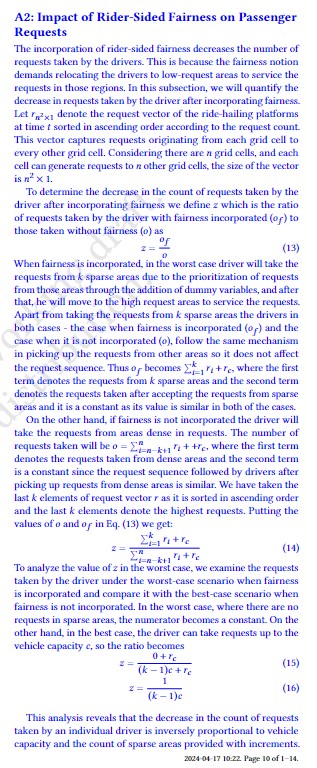 A2: Impact of Rider-Sided Fairness on Passenger
Requests
The incorporation of rider-sided fairness decreases the number of
requests taken by the drivers. This is because the fairness notion
demands relocating the drivers to low-request areas to service the
requests in those regions. In this subsection, we will quantify the
decrease in requests taken by the driver after incorporating fairness.
Let r_{n^2×1} denote the request vector of the ride-hailing platforms
at time t sorted in ascending order according to the request count.
This vector captures requests originating from each grid cell to
every other grid cell. Considering there are n grid cells, and each
cell can generate requests to n other grid cells, the size of the vector
is n² × 1.
To determine the decrease in the count of requests taken by the
driver after incorporating fairness we define z which is the ratio
of requests taken by the driver with fairness incorporated (o_f) to
those taken without fairness (o) as
z = o_f / o (13)
When fairness is incorporated, in the worst case driver will take the
requests from k sparse areas due to the prioritization of requests
from those areas through the addition of dummy variables, and after
that, he will move to the high request areas to service the requests.
Apart from taking the requests from k sparse areas the drivers in
both cases - the case when fairness is incorporated (o_f) and the
case when it is not incorporated (o), follow the same mechanism
in picking up the requests from other areas so it does not affect
the request sequence. Thus o_f becomes ∑_{i=1}^{k} r_i + r_c, where the first
term denotes the requests from k sparse areas and the second term
denotes the requests taken after accepting the requests from sparse
areas and it is a constant as its value is similar in both of the cases.
On the other hand, if fairness is not incorporated the driver will
take the requests from areas dense in requests. The number of
requests taken will be o = ∑_{i=n−k+1}^{n} r_i + +r_c, where the first term
denotes the requests taken from dense areas and the second term
is a constant since the request sequence followed by drivers after
picking up requests from dense areas is similar. We have taken the
last k elements of request vector r as it is sorted in ascending order
and the last k elements denote the highest requests. Putting the
values of o and o_f in Eq. (13) we get:
z = (∑_{i=1}^{k} r_i + r_c) / (∑_{i=n−k+1}^{n} r_i + r_c) (14)
To analyze the value of z in the worst case, we examine the requests
taken by the driver under the worst-case scenario when fairness
is incorporated and compare it with the best-case scenario when
fairness is not incorporated. In the worst case, where there are no
requests in sparse areas, the numerator becomes a constant. On the
other hand, in the best case, the driver can take requests up to the
vehicle capacity c, so the ratio becomes
z = (0 + r_c) / ((k − 1)c + r_c) (15)
z = 1 / ((k − 1)c) (16)
This analysis reveals that the decrease in the count of requests
taken by an individual driver is inversely proportional to vehicle
capacity and the count of sparse areas provided with increments.
2024-04-17 10:22. Page 10 of 1–14.